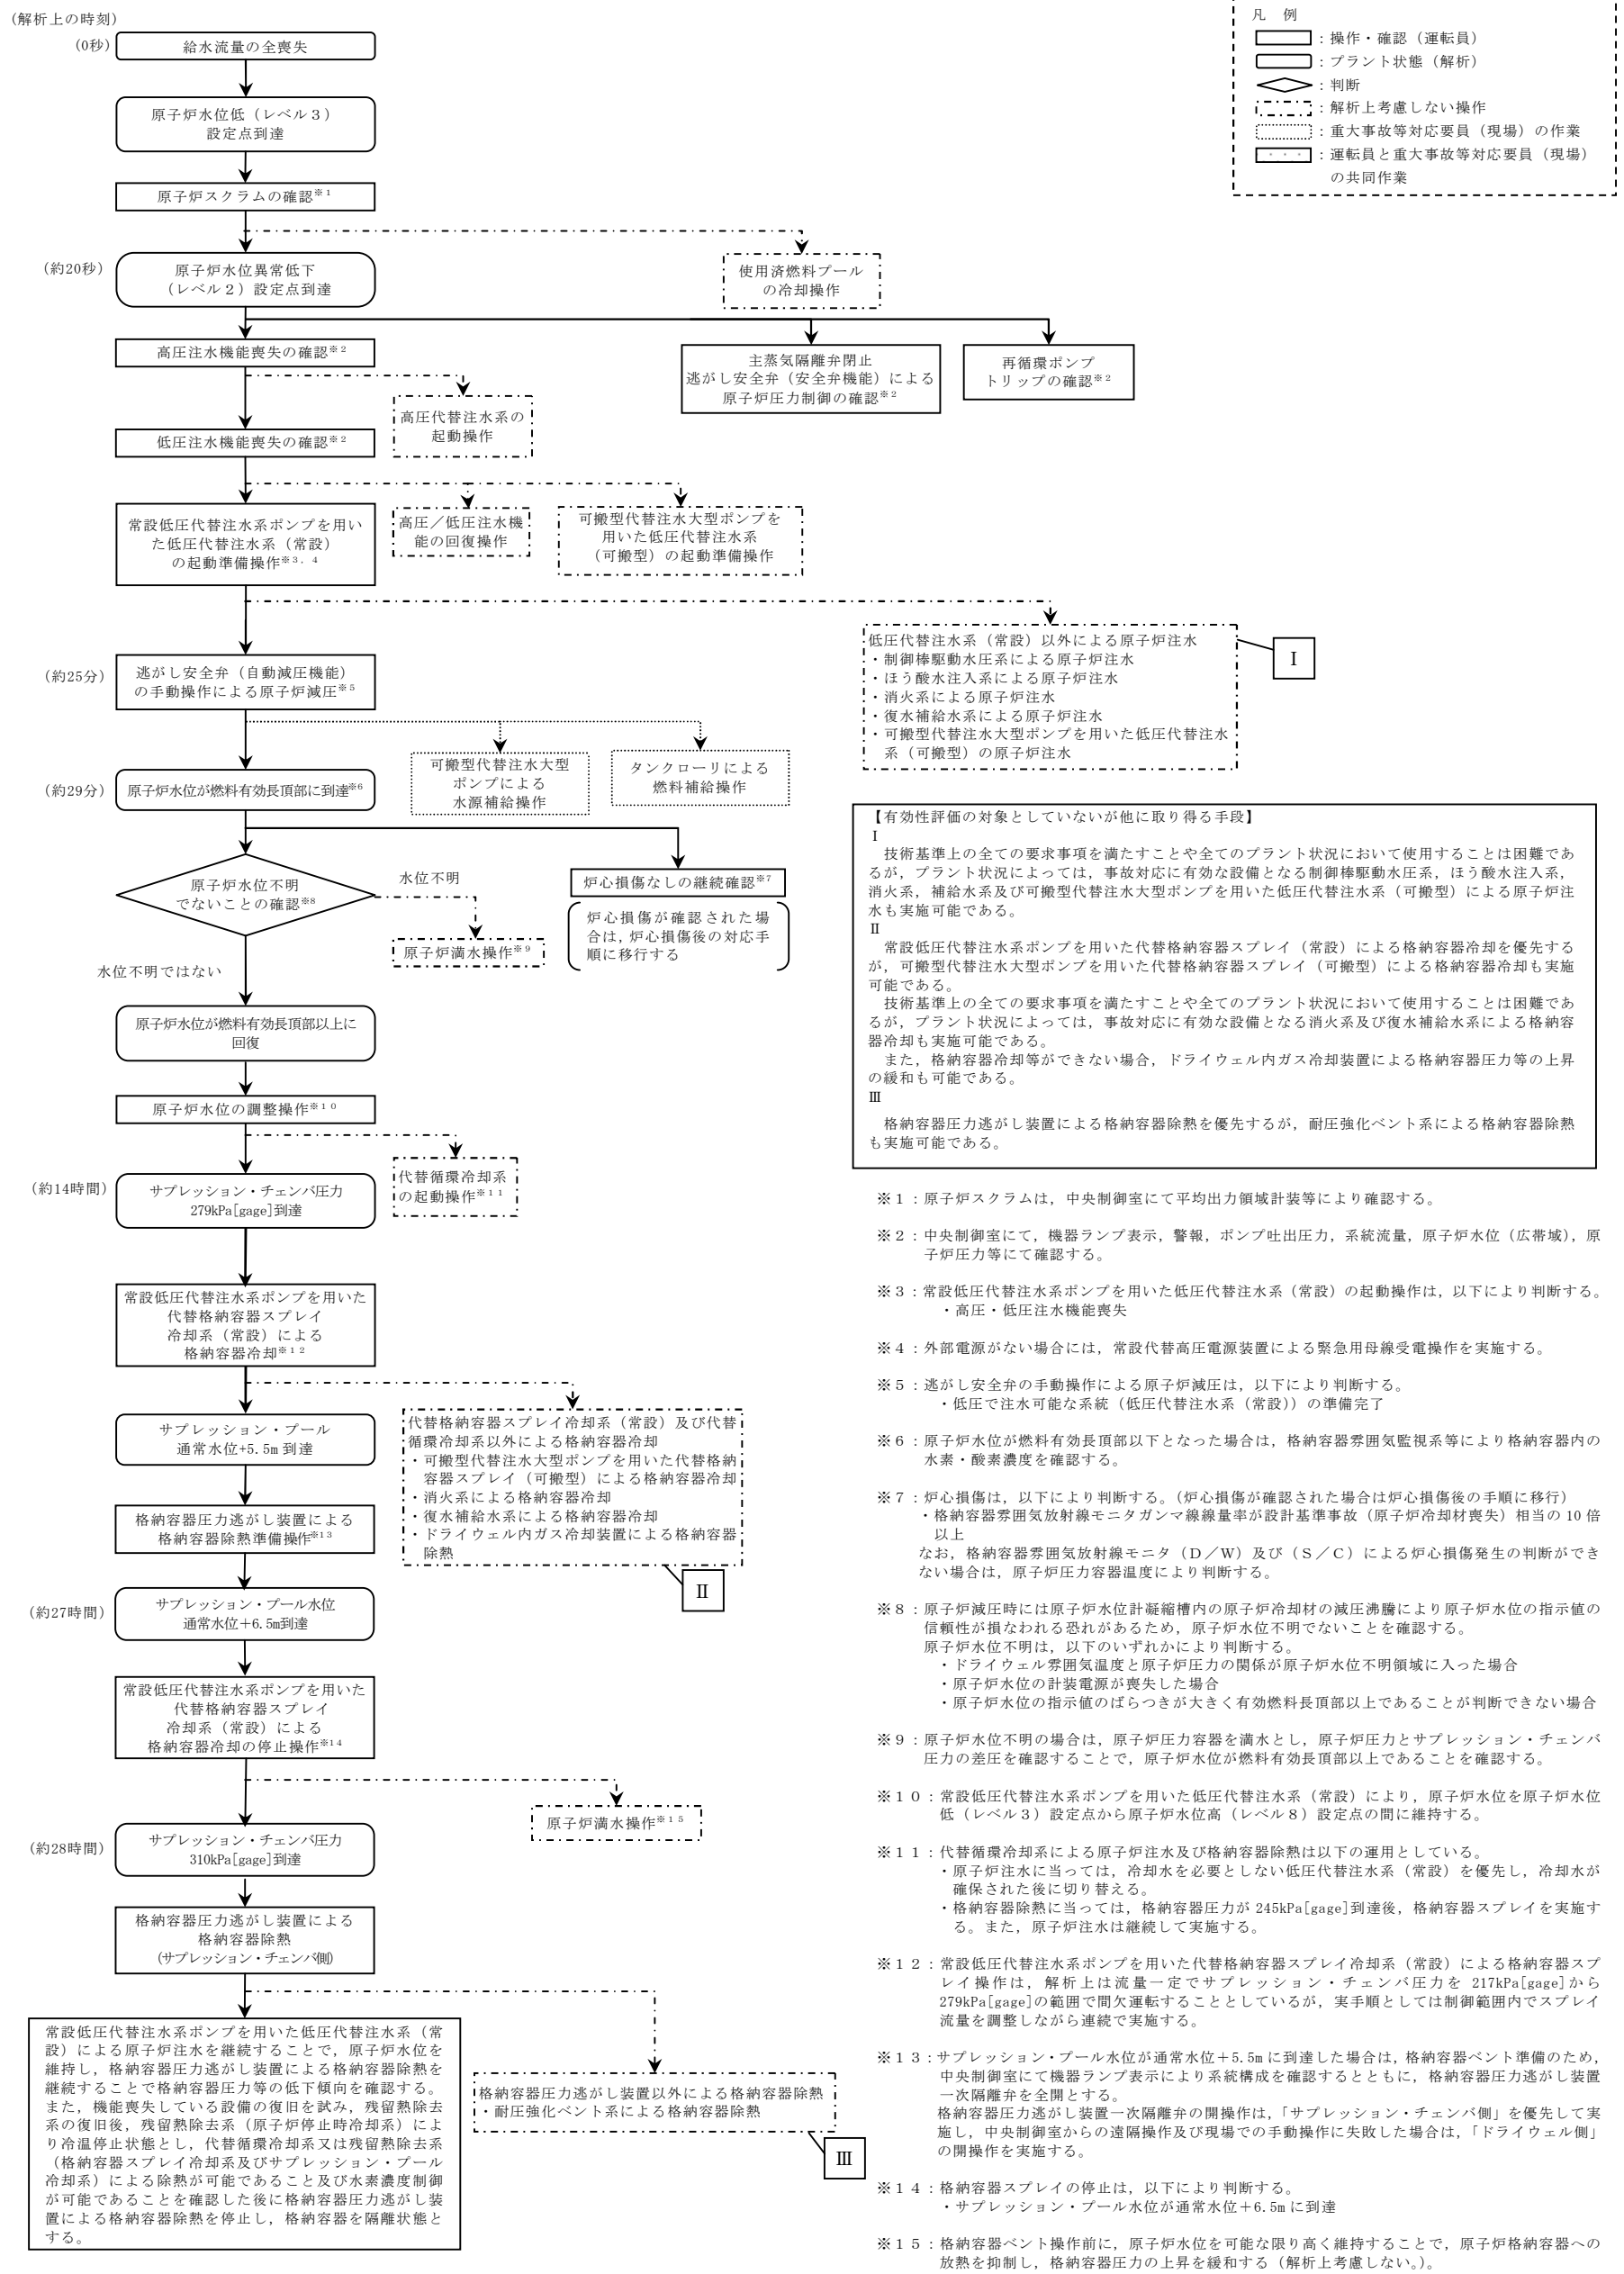 (解析上の時刻)
(0秒)
給水流量の全喪失
原子炉水位低（レベル３）
設定点到達
原子炉スクラムの確認※１
(約20秒)
原子炉水位異常低下
（レベル２）設定点到達
使用済燃料プール
の冷却操作
高圧注水機能喪失の確認※２
主蒸気隔離弁閉止
逃がし安全弁（安全弁機能）による
原子炉圧力制御の確認※２
再循環ポンプ
トリップの確認※２
高圧代替注水系の
起動操作
低圧注水機能喪失の確認※２
常設低圧代替注水系ポンプを用い
た低圧代替注水系（常設）
の起動準備操作※３，４
高圧／低圧注水機
能の回復操作
可搬型代替注水大型ポンプを
用いた低圧代替注水系
（可搬型）の起動準備操作
低圧代替注水系（常設）以外による原子炉注水
・制御棒駆動水圧系による原子炉注水
・ほう酸水注入系による原子炉注水
・消火系による原子炉注水
・復水補給水系による原子炉注水
・可搬型代替注水大型ポンプを用いた低圧代替注水
系（可搬型）の原子炉注水
Ⅰ
(約25分)
逃がし安全弁（自動減圧機能）
の手動操作による原子炉減圧※５
可搬型代替注水大型
ポンプによる
水源補給操作
タンクローリによる
燃料補給操作
(約29分)
原子炉水位が燃料有効長頂部に到達※６
原子炉水位不明
でないことの確認※８
水位不明
原子炉満水操作※９
炉心損傷なしの継続確認※７
炉心損傷が確認された場
合は，炉心損傷後の対応手
順に移行する
水位不明ではない
原子炉水位が燃料有効長頂部以上に
回復
原子炉水位の調整操作※１０
代替循環冷却系
の起動操作※１１
(約14時間)
サプレッション・チェンバ圧力
279kPa[gage]到達
常設低圧代替注水系ポンプを用いた
代替格納容器スプレイ
冷却系（常設）による
格納容器冷却※１２
サプレッション・プール
通常水位+5.5m 到達
代替格納容器スプレイ冷却系（常設）及び代替
循環冷却系以外による格納容器冷却
・可搬型代替注水大型ポンプを用いた代替格納
容器スプレイ（可搬型）による格納容器冷却
・消火系による格納容器冷却
・復水補給水系による格納容器冷却
・ドライウェル内ガス冷却装置による格納容器
除熱
Ⅱ
格納容器圧力逃がし装置による
格納容器除熱準備操作※13
(約27時間)
サプレッション・プール水位
通常水位＋6.5m到達
常設低圧代替注水系ポンプを用いた
代替格納容器スプレイ
冷却系（常設）による
格納容器冷却の停止操作※14
原子炉満水操作※１５
(約28時間)
サプレッション・チェンバ圧力
310kPa[gage]到達
格納容器圧力逃がし装置による
格納容器除熱
(サプレッション・チェンバ側)
常設低圧代替注水系ポンプを用いた低圧代替注水系（常
設）による原子炉注水を継続することで，原子炉水位を
維持し，格納容器圧力逃がし装置による格納容器除熱を
継続することで格納容器圧力等の低下傾向を確認する。
また，機能喪失している設備の復旧を試み，残留熱除去
系の復旧後，残留熱除去系（原子炉停止時冷却系）によ
り冷温停止状態とし，代替循環冷却系又は残留熱除去系
（格納容器スプレイ冷却系及びサプレッション・プール
冷却系）による除熱が可能であること及び水素濃度制御
が可能であることを確認した後に格納容器圧力逃がし装
置による格納容器除熱を停止し，格納容器を隔離状態と
する。
格納容器圧力逃がし装置以外による格納容器除熱
・耐圧強化ベント系による格納容器除熱
Ⅲ
凡　例
：操作・確認（運転員）
：プラント状態（解析）
：判断
：解析上考慮しない操作
：重大事故等対応要員（現場）の作業
：運転員と重大事故等対応要員（現場）
の共同作業
【有効性評価の対象としていないが他に取り得る手段】
Ⅰ
技術基準上の全ての要求事項を満たすことや全てのプラント状況において使用することは困難であ
るが，プラント状況によっては，事故対応に有効な設備となる制御棒駆動水圧系，ほう酸水注入系，
消火系，補給水系及び可搬型代替注水大型ポンプを用いた低圧代替注水系（可搬型）による原子炉注
水も実施可能である。
Ⅱ
常設低圧代替注水系ポンプを用いた代替格納容器スプレイ（常設）による格納容器冷却を優先する
が，可搬型代替注水大型ポンプを用いた代替格納容器スプレイ（可搬型）による格納容器冷却も実施
可能である。
技術基準上の全ての要求事項を満たすことや全てのプラント状況において使用することは困難であ
るが，プラント状況によっては，事故対応に有効な設備となる消火系及び復水補給水系による格納容
器冷却も実施可能である。
また，格納容器冷却等ができない場合，ドライウェル内ガス冷却装置による格納容器圧力等の上昇
の緩和も可能である。
Ⅲ
格納容器圧力逃がし装置による格納容器除熱を優先するが，耐圧強化ベント系による格納容器除熱
も実施可能である。
※１：原子炉スクラムは，中央制御室にて平均出力領域計装等により確認する。
※２：中央制御室にて，機器ランプ表示，警報，ポンプ吐出圧力，系統流量，原子炉水位（広帯域），原
子炉圧力等にて確認する。
※３：常設低圧代替注水系ポンプを用いた低圧代替注水系（常設）の起動操作は，以下により判断する。
・高圧・低圧注水機能喪失
※４：外部電源がない場合には，常設代替高圧電源装置による緊急用母線受電操作を実施する。
※５：逃がし安全弁の手動操作による原子炉減圧は，以下により判断する。
・低圧で注水可能な系統（低圧代替注水系（常設））の準備完了
※６：原子炉水位が燃料有効長頂部以下となった場合は，格納容器雰囲気監視系等により格納容器内の
水素・酸素濃度を確認する。
※７：炉心損傷は，以下により判断する。（炉心損傷が確認された場合は炉心損傷後の手順に移行）
・格納容器雰囲気放射線モニタガンマ線線量率が設計基準事故（原子炉冷却材喪失）相当の 10 倍
以上
なお，格納容器雰囲気放射線モニタ（Ｄ／Ｗ）及び（Ｓ／Ｃ）による炉心損傷発生の判断ができ
ない場合は，原子炉圧力容器温度により判断する。
※８：原子炉減圧時には原子炉水位計凝縮槽内の原子炉冷却材の減圧沸騰により原子炉水位の指示値の
信頼性が損なわれる恐れがあるため，原子炉水位不明でないことを確認する。
原子炉水位不明は，以下のいずれかにより判断する。
・ドライウェル雰囲気温度と原子炉圧力の関係が原子炉水位不明領域に入った場合
・原子炉水位の計装電源が喪失した場合
・原子炉水位の指示値のばらつきが大きく有効燃料長頂部以上であることが判断できない場合
※９：原子炉水位不明の場合は，原子炉圧力容器を満水とし，原子炉圧力とサプレッション・チェンバ
圧力の差圧を確認することで，原子炉水位が燃料有効長頂部以上であることを確認する。
※１０：常設低圧代替注水系ポンプを用いた低圧代替注水系（常設）により，原子炉水位を原子炉水位
低（レベル３）設定点から原子炉水位高（レベル８）設定点の間に維持する。
※１１：代替循環冷却系による原子炉注水及び格納容器除熱は以下の運用としている。
・原子炉注水に当っては，冷却水を必要としない低圧代替注水系（常設）を優先し，冷却水が
確保された後に切り替える。
・格納容器除熱に当っては，格納容器圧力が 245kPa[gage]到達後，格納容器スプレイを実施す
る。また，原子炉注水は継続して実施する。
※１２：常設低圧代替注水系ポンプを用いた代替格納容器スプレイ冷却系（常設）による格納容器スプ
レイ操作は，解析上は流量一定でサプレッション・チェンバ圧力を 217kPa[gage]から
279kPa[gage]の範囲で間欠運転することとしているが，実手順としては制御範囲内でスプレイ
流量を調整しながら連続で実施する。
※１３：サプレッション・プール水位が通常水位＋5.5m に到達した場合は，格納容器ベント準備のため，
中央制御室にて機器ランプ表示により系統構成を確認するとともに，格納容器圧力逃がし装置
一次隔離弁を全開とする。
格納容器圧力逃がし装置一次隔離弁の開操作は，「サプレッション・チェンバ側」を優先して実
施し，中央制御室からの遠隔操作及び現場での手動操作に失敗した場合は，「ドライウェル側」
の開操作を実施する。
※１４：格納容器スプレイの停止は，以下により判断する。
・サプレッション・プール水位が通常水位＋6.5m に到達
※１５：格納容器ベント操作前に，原子炉水位を可能な限り高く維持することで，原子炉格納容器への
放熱を抑制し，格納容器圧力の上昇を緩和する（解析上考慮しない。）。